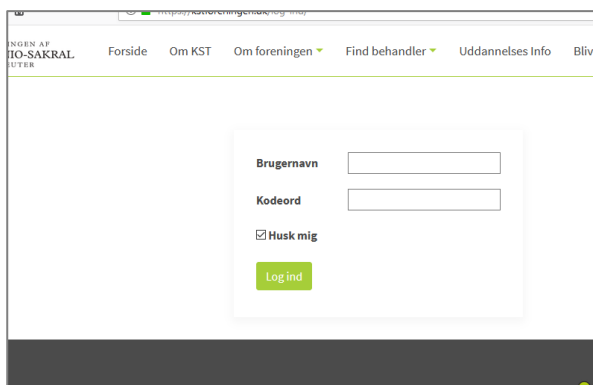 https://kstforeningen.dk/log-ind/
INGEN AF
IO-SAKRAL
EUTER
Forside Om KST Om foreningen Find behandler Uddannelses Info Bliv
Brugernavn
Kodeord
Husk mig
Log ind